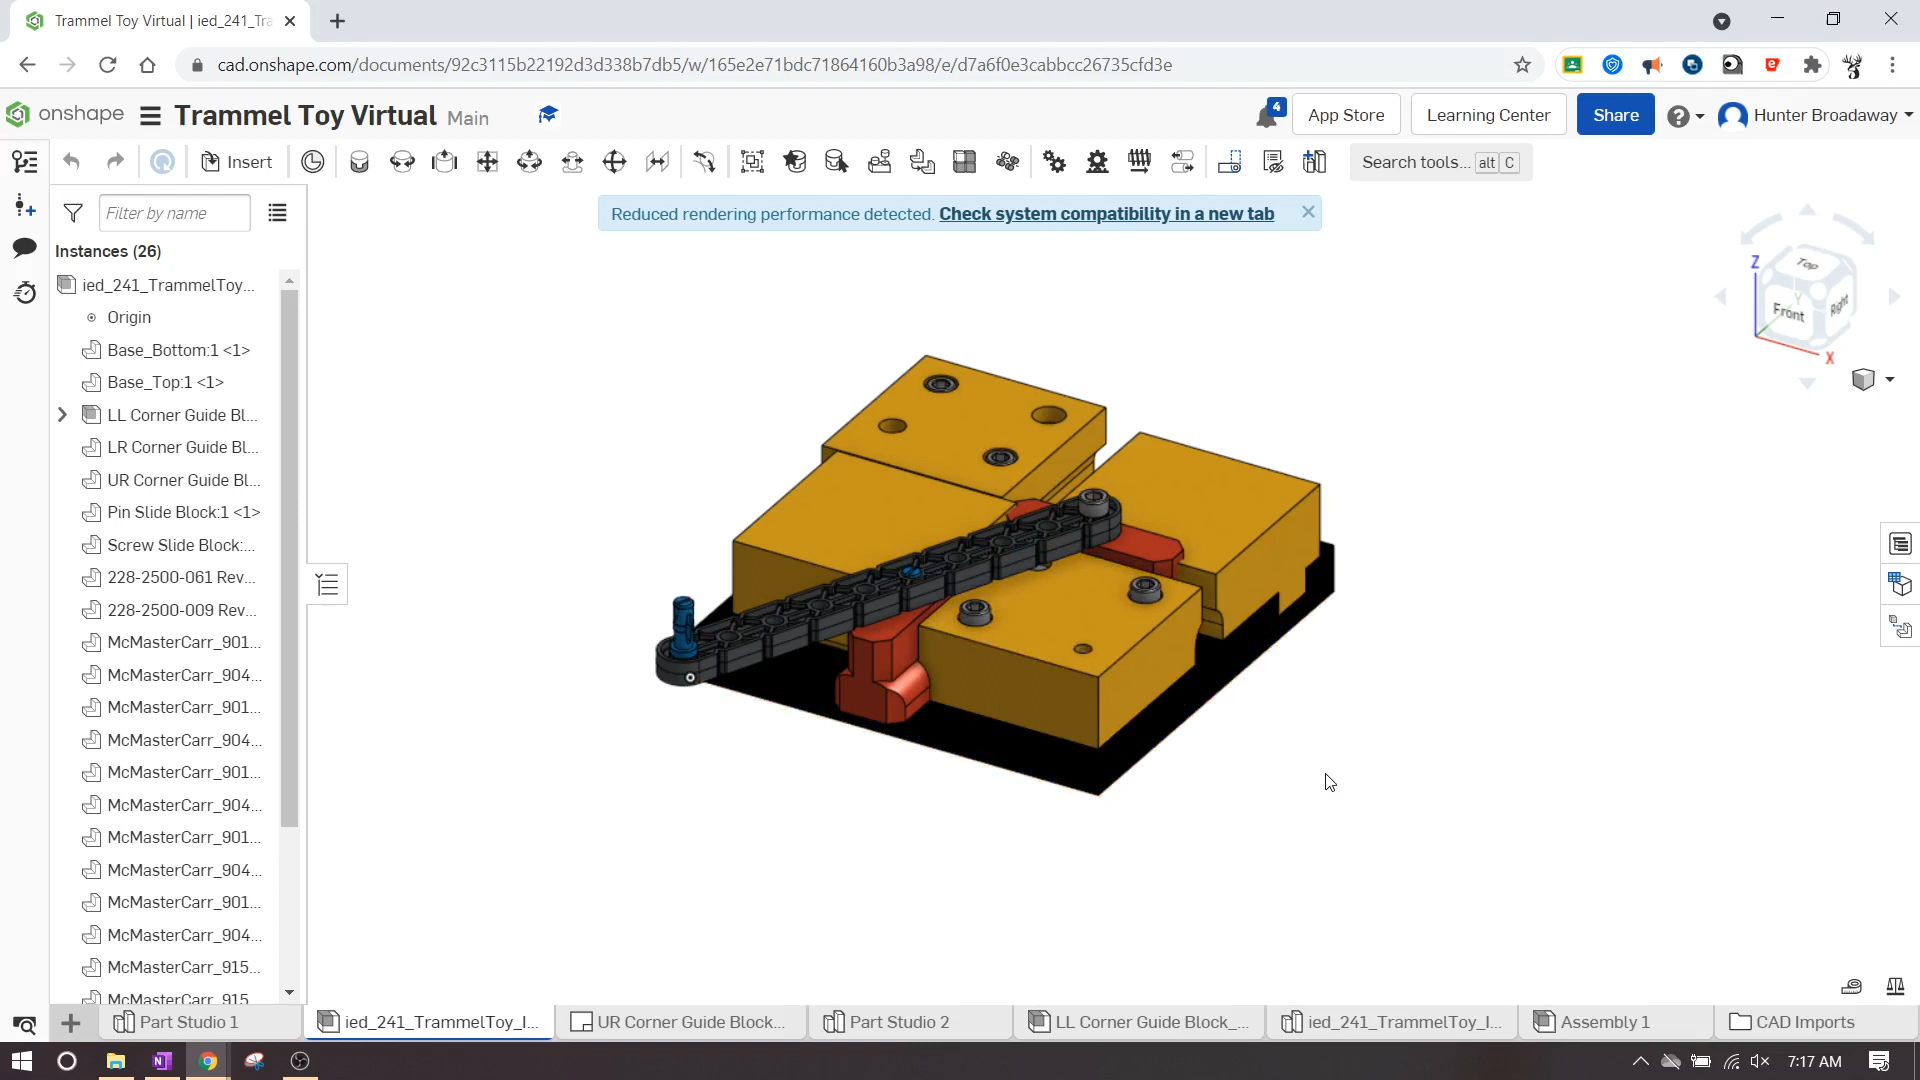 Trammel Toy Virtual | ied_241_Tra
cad.onshape.com/documents/92c3115b22192d3d338b7db5/w/165e2e71bdc71864160b3a98/e/d7a6f0e3cabbcc26735cfd3e
onshape
Trammel Toy Virtual Main
4
App Store
Learning Center
Share
Hunter Broadaway
Insert
Search tools... alt C
Filter by name
Reduced rendering performance detected. Check system compatibility in a new tab
Instances (26)
ied_241_TrammelToy...
Origin
Base_Bottom:1 <1>
Base_Top:1 <1>
LL Corner Guide Bl...
LR Corner Guide Bl...
UR Corner Guide Bl...
Pin Slide Block:1 <1>
Screw Slide Block:...
228-2500-061 Rev...
228-2500-009 Rev...
McMasterCarr_901...
McMasterCarr_904...
McMasterCarr_901...
McMasterCarr_904...
McMasterCarr_901...
McMasterCarr_904...
McMasterCarr_901...
McMasterCarr_904...
McMasterCarr_901...
McMasterCarr_904...
McMasterCarr_915...
McMasterCarr_915
Z
Top
Front
Y
Right
X
Part Studio 1
ied_241_TrammelToy_I...
UR Corner Guide Block...
Part Studio 2
LL Corner Guide Block_...
ied_241_TrammelToy_I...
Assembly 1
CAD Imports
7:17 AM